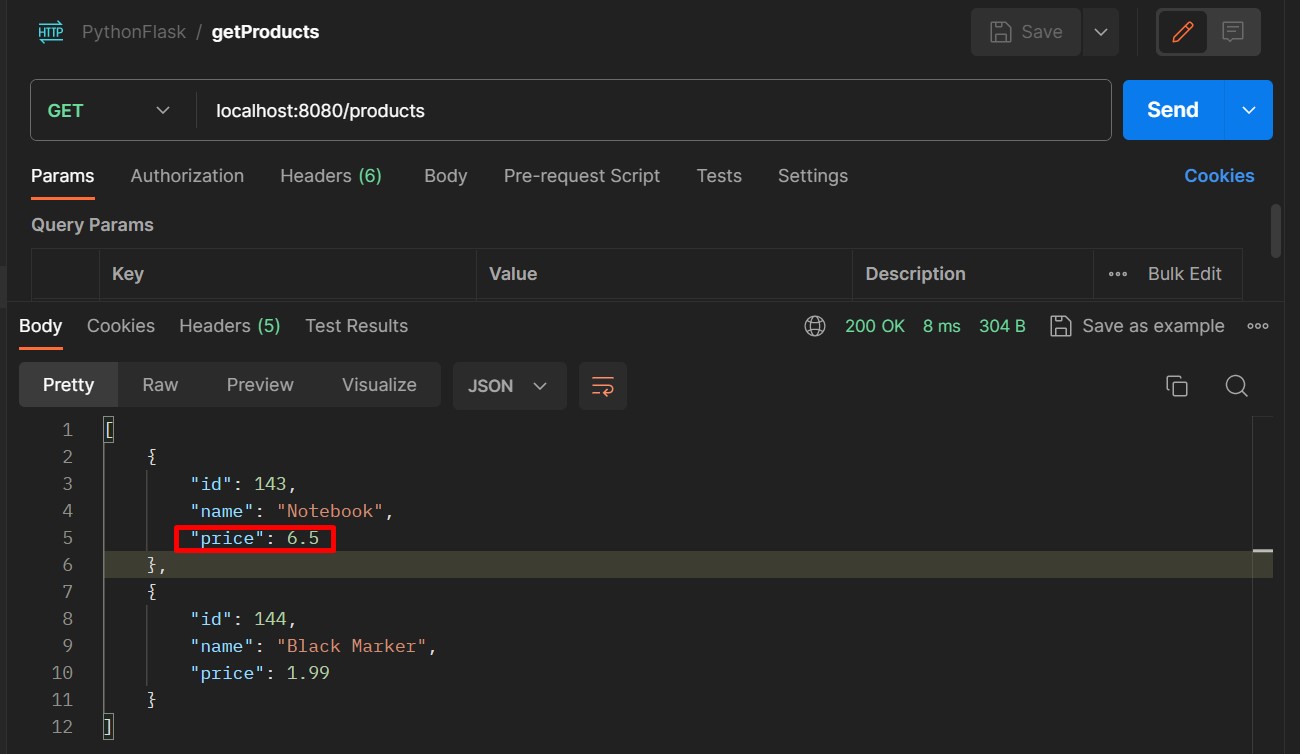 HTTP PythonFlask / getProducts Save
GET localhost:8080/products Send
Params Authorization Headers (6) Body Pre-request Script Tests Settings Cookies
Query Params
Key Value Description Bulk Edit
Body Cookies Headers (5) Test Results 200 OK 8 ms 304 B Save as example
Pretty Raw Preview Visualize JSON
1 [
2 {
3 "id": 143,
4 "name": "Notebook",
5 "price": 6.5
6 },
7 {
8 "id": 144,
9 "name": "Black Marker",
10 "price": 1.99
11 }
12 ]